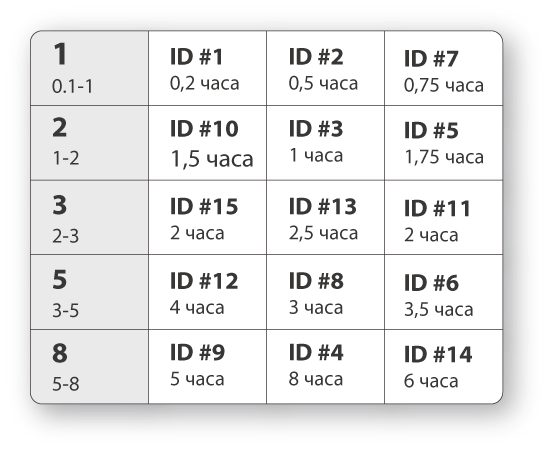 1
0.1-1
ID #1
0,2 часа
ID #2
0,5 часа
ID #7
0,75 часа
2
1-2
ID #10
1,5 часа
ID #3
1 часа
ID #5
1,75 часа
3
2-3
ID #15
2 часа
ID #13
2,5 часа
ID #11
2 часа
5
3-5
ID #12
4 часа
ID #8
3 часа
ID #6
3,5 часа
8
5-8
ID #9
5 часа
ID #4
8 часа
ID #14
6 часа